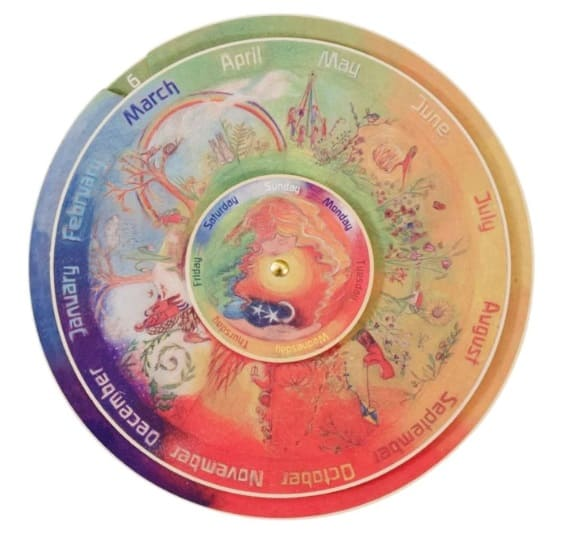 6
January
February
March
April
May
June
July
August
September
October
November
December
Sunday
Monday
Tuesday
Wednesday
Thursday
Friday
Saturday